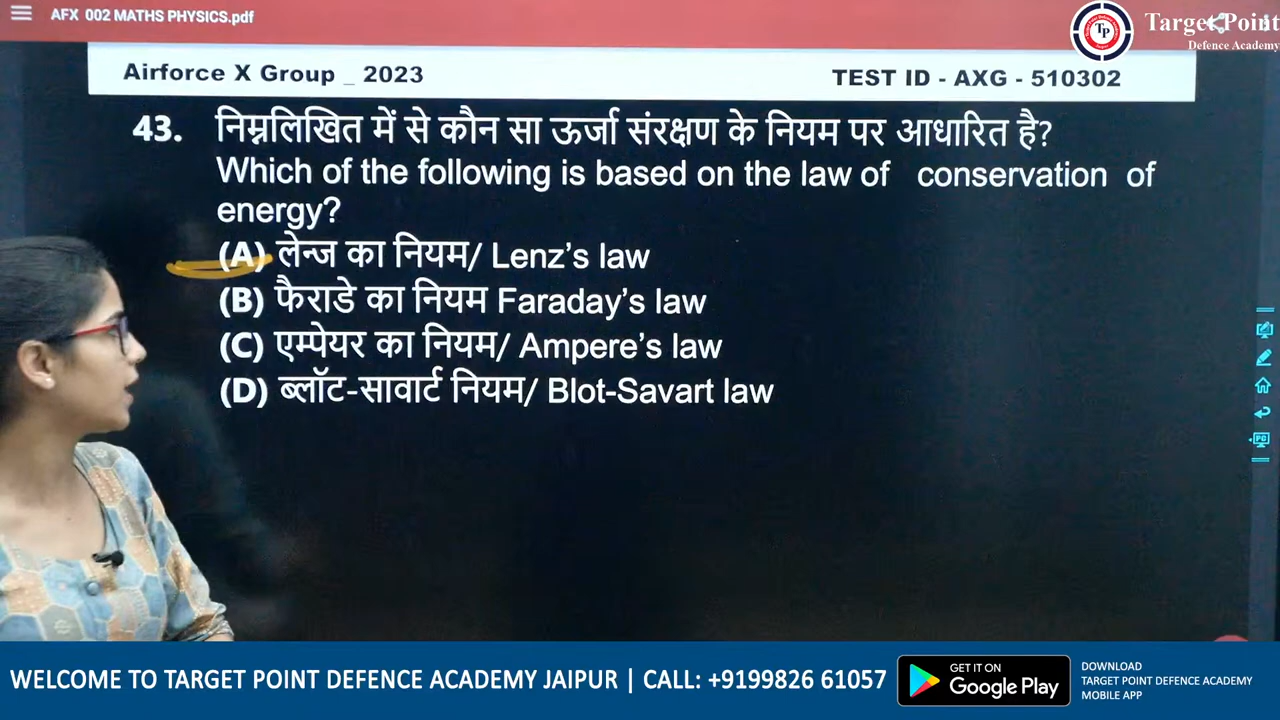 AFX 002 MATHS PHYSICS.pdf
TP
Target Point
Defence Academy
Airforce X Group _ 2023
TEST ID - AXG - 510302
43. निम्नलिखित में से कौन सा ऊर्जा संरक्षण के नियम पर आधारित है?
Which of the following is based on the law of conservation of
energy?
(A) लेन्ज का नियम/ Lenz's law
(B) फैराडे का नियम Faraday's law
(C) एम्पेयर का नियम/ Ampere's law
(D) ब्लॉट-सावार्ट नियम/ Blot-Savart law
PC
WELCOME TO TARGET POINT DEFENCE ACADEMY JAIPUR | CALL: +9199826 61057
GET IT ON
Google Play
DOWNLOAD
TARGET POINT DEFENCE ACADEMY
MOBILE APP